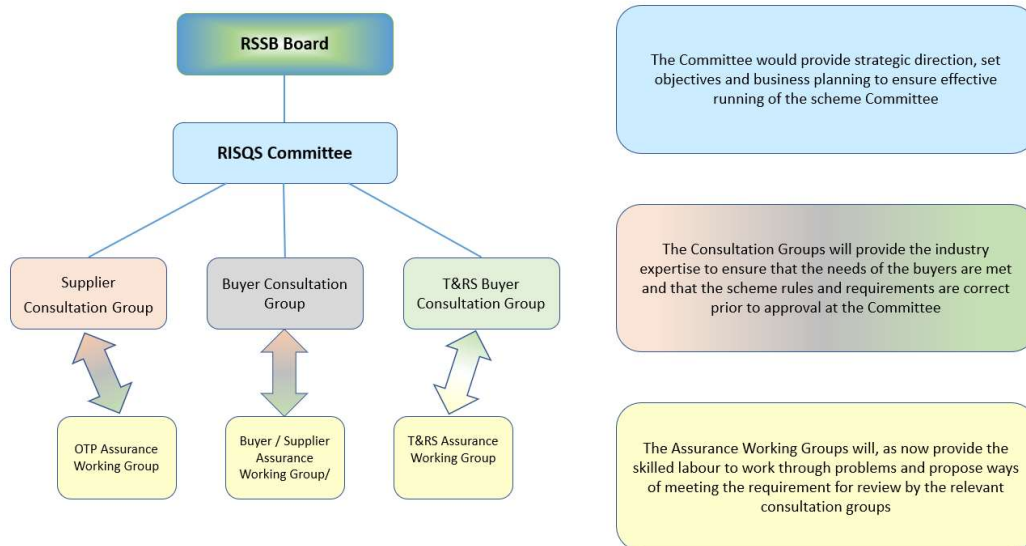 RSSB Board
RISQS Committee
Supplier
Consultation Group
Buyer Consultation
Group
T&RS Buyer
Consultation Group
OTP Assurance
Working Group
Buyer / Supplier
Assurance
Working Group/
T&RS Assurance
Working Group
The Committee would provide strategic direction, set
objectives and business planning to ensure effective
running of the scheme Committee
The Consultation Groups will provide the industry
expertise to ensure that the needs of the buyers are met
and that the scheme rules and requirements are correct
prior to approval at the Committee
The Assurance Working Groups will, as now provide the
skilled labour to work through problems and propose ways
of meeting the requirement for review by the relevant
consultation groups